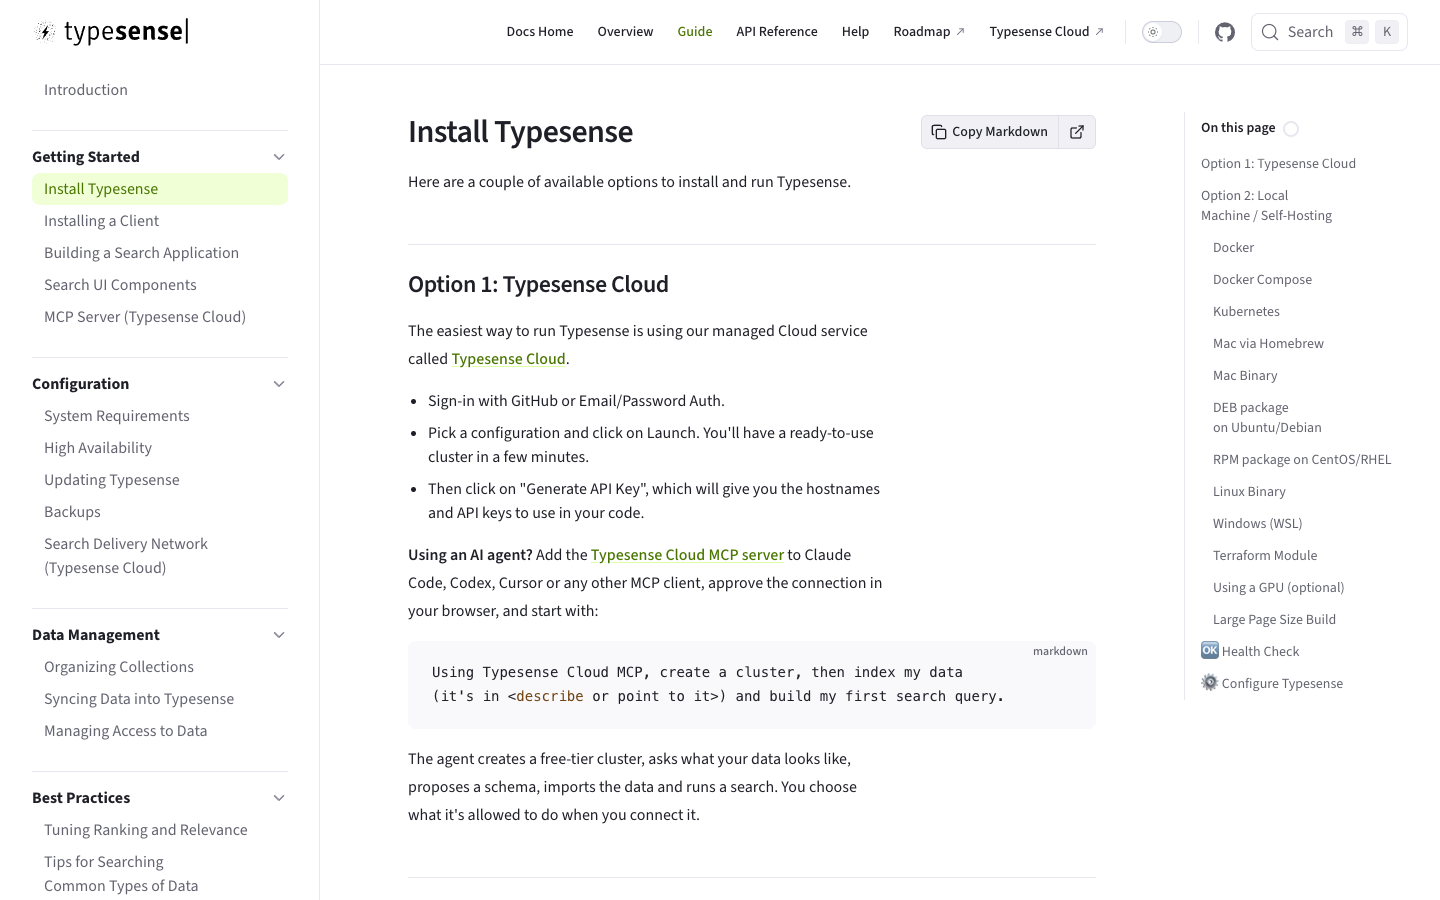 typesense|
Docs Home
Overview
Guide
API Reference
Help
Roadmap
Typesense Cloud
Search
⌘
K
Introduction
Getting Started
Install Typesense
Installing a Client
Building a Search Application
Search UI Components
MCP Server (Typesense Cloud)
Configuration
System Requirements
High Availability
Updating Typesense
Backups
Search Delivery Network
(Typesense Cloud)
Data Management
Organizing Collections
Syncing Data into Typesense
Managing Access to Data
Best Practices
Tuning Ranking and Relevance
Tips for Searching
Common Types of Data
Install Typesense
Copy Markdown
Here are a couple of available options to install and run Typesense.
Option 1: Typesense Cloud
The easiest way to run Typesense is using our managed Cloud service
called Typesense Cloud.
• Sign-in with GitHub or Email/Password Auth.
• Pick a configuration and click on Launch. You'll have a ready-to-use
cluster in a few minutes.
• Then click on "Generate API Key", which will give you the hostnames
and API keys to use in your code.
Using an AI agent? Add the Typesense Cloud MCP server to Claude
Code, Codex, Cursor or any other MCP client, approve the connection in
your browser, and start with:
markdown
Using Typesense Cloud MCP, create a cluster, then index my data
(it's in <describe or point to it>) and build my first search query.
The agent creates a free-tier cluster, asks what your data looks like,
proposes a schema, imports the data and runs a search. You choose
what it's allowed to do when you connect it.
On this page
Option 1: Typesense Cloud
Option 2: Local
Machine / Self-Hosting
Docker
Docker Compose
Kubernetes
Mac via Homebrew
Mac Binary
DEB package
on Ubuntu/Debian
RPM package on CentOS/RHEL
Linux Binary
Windows (WSL)
Terraform Module
Using a GPU (optional)
Large Page Size Build
🆗 Health Check
⚙️ Configure Typesense